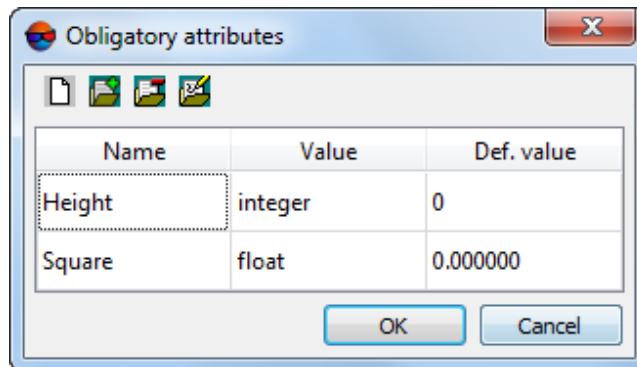 Obligatory attributes
Name Value Def. value
Height integer 0
Square float 0.000000
OK Cancel